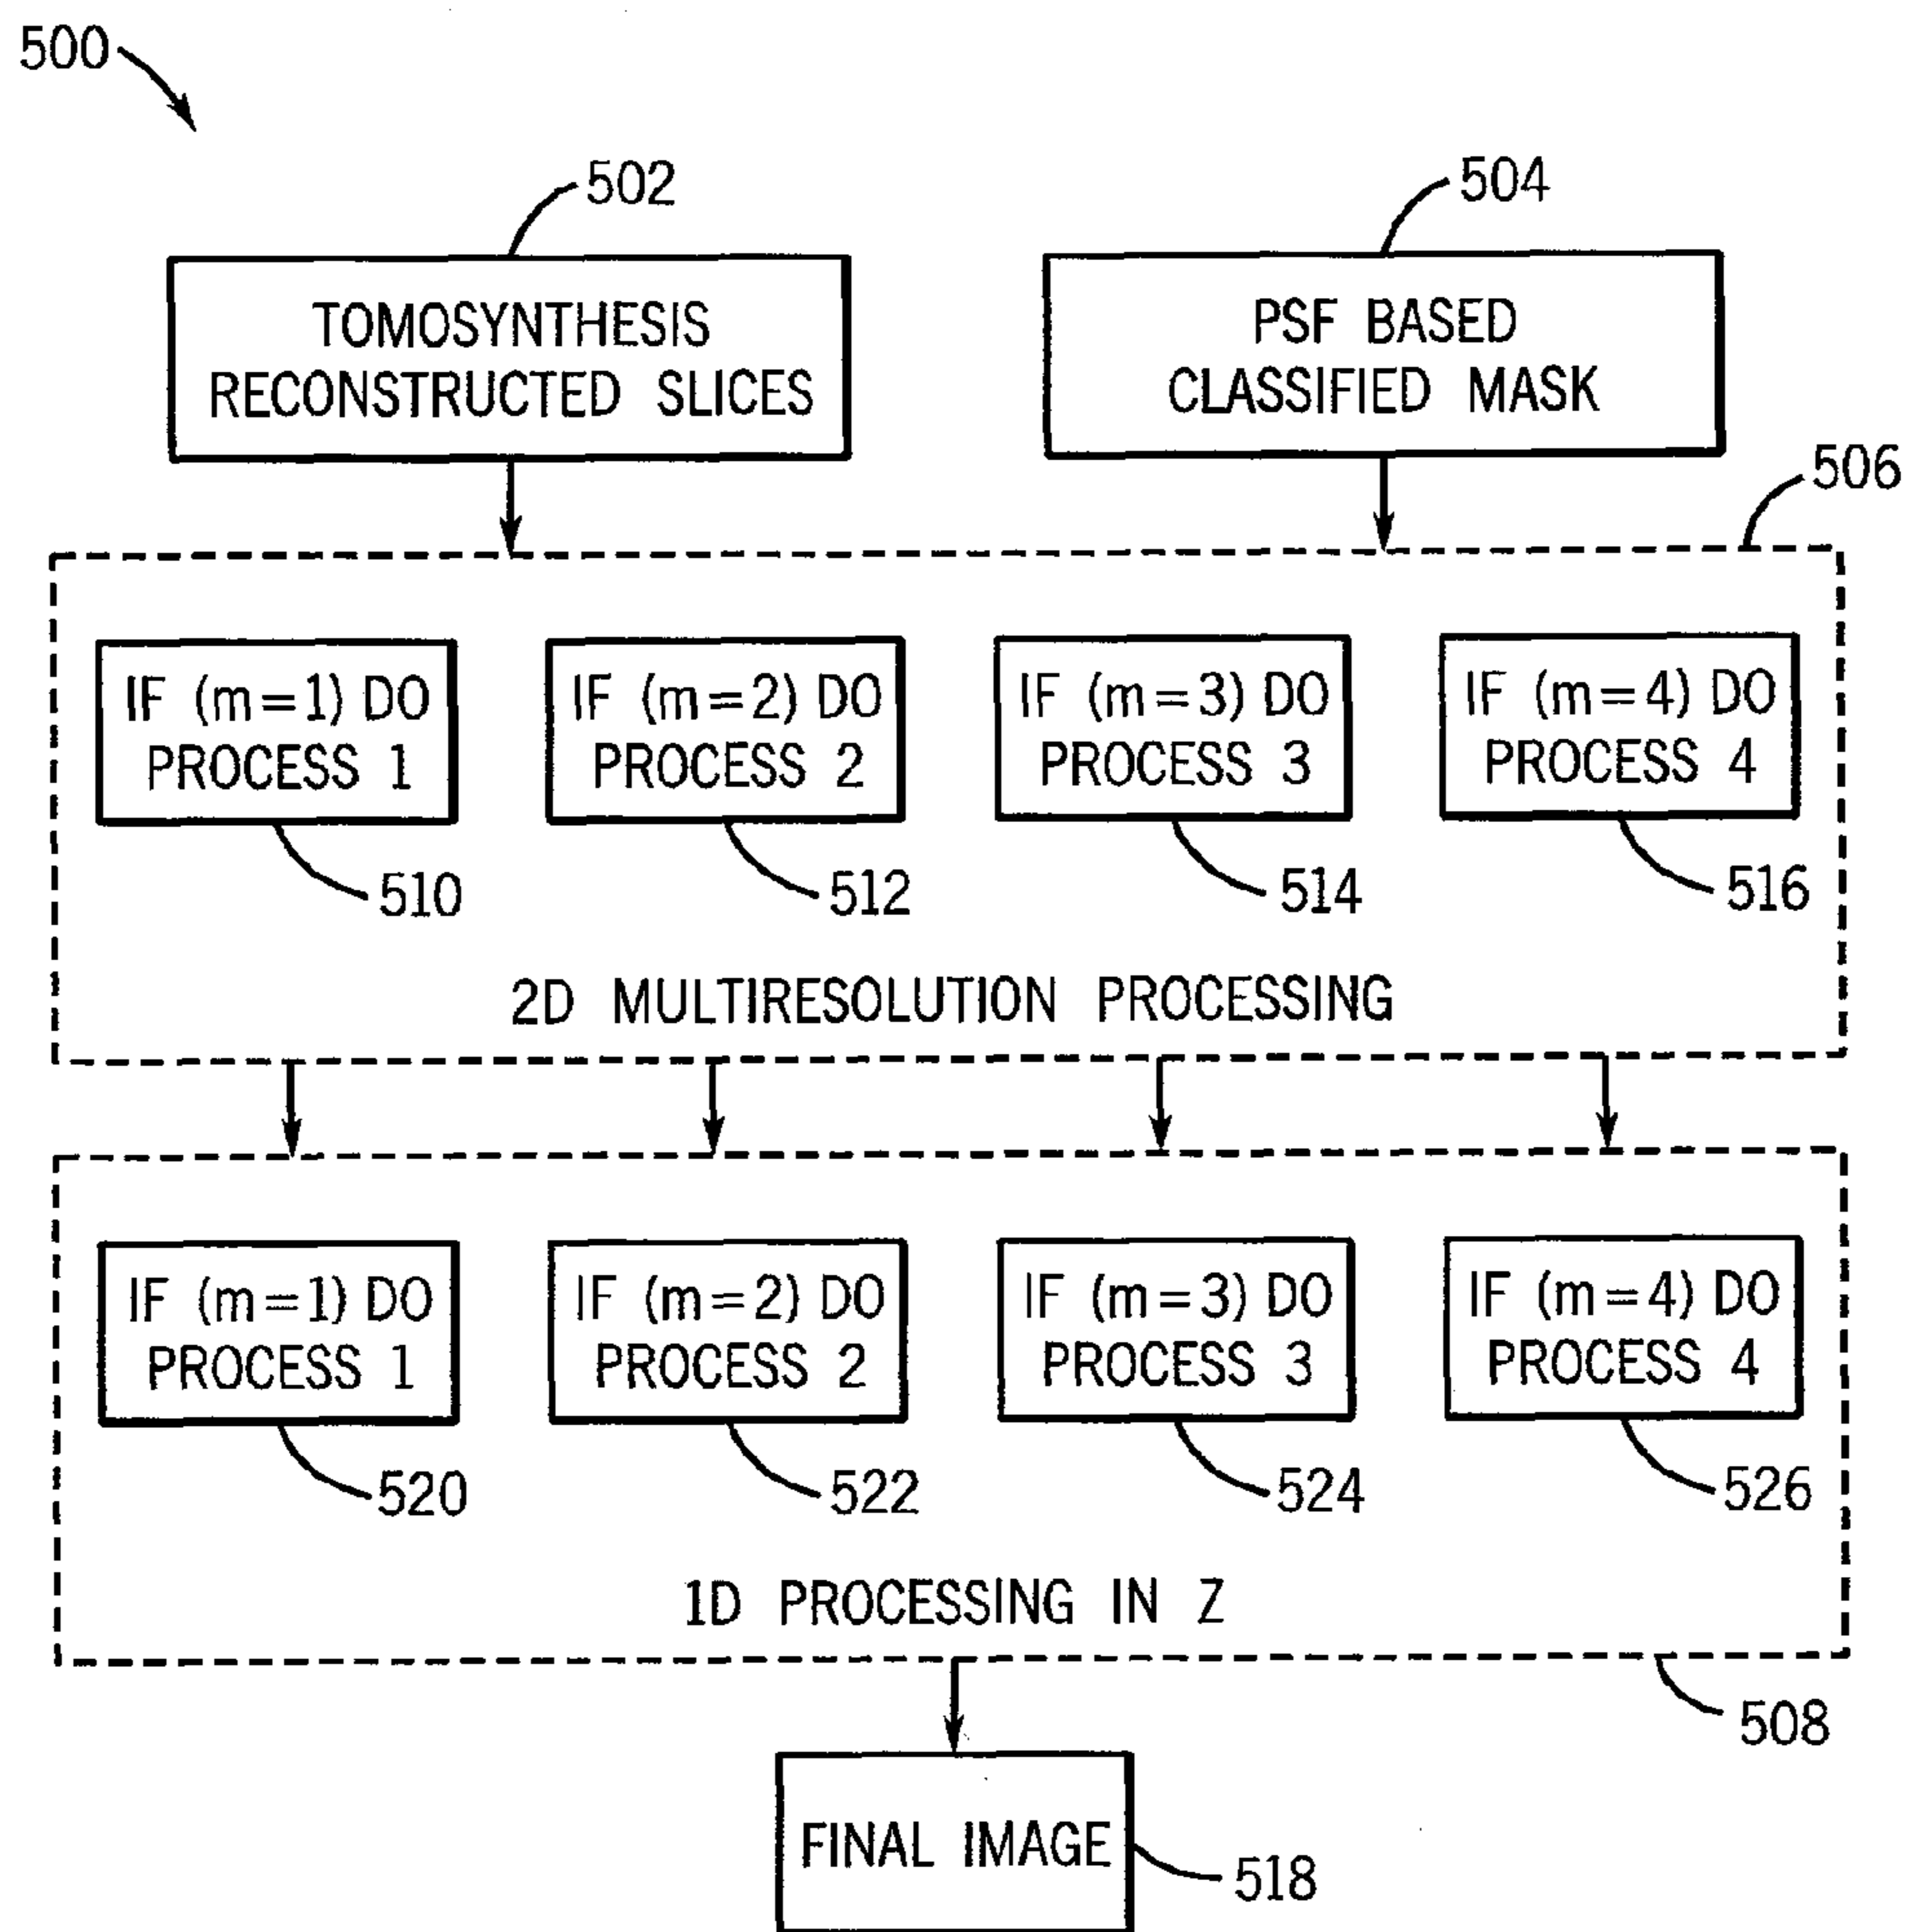 500
502
504
TOMOSYNTHESIS
RECONSTRUCTED SLICES
PSF BASED
CLASSIFIED MASK
506
IF (m=1) DO
PROCESS 1
IF (m=2) DO
PROCESS 2
IF (m=3) DO
PROCESS 3
IF (m=4) DO
PROCESS 4
510
512
514
516
2D MULTIRESOLUTION PROCESSING
IF (m=1) DO
PROCESS 1
IF (m=2) DO
PROCESS 2
IF (m=3) DO
PROCESS 3
IF (m=4) DO
PROCESS 4
520
522
524
526
1D PROCESSING IN Z
508
FINAL IMAGE
518